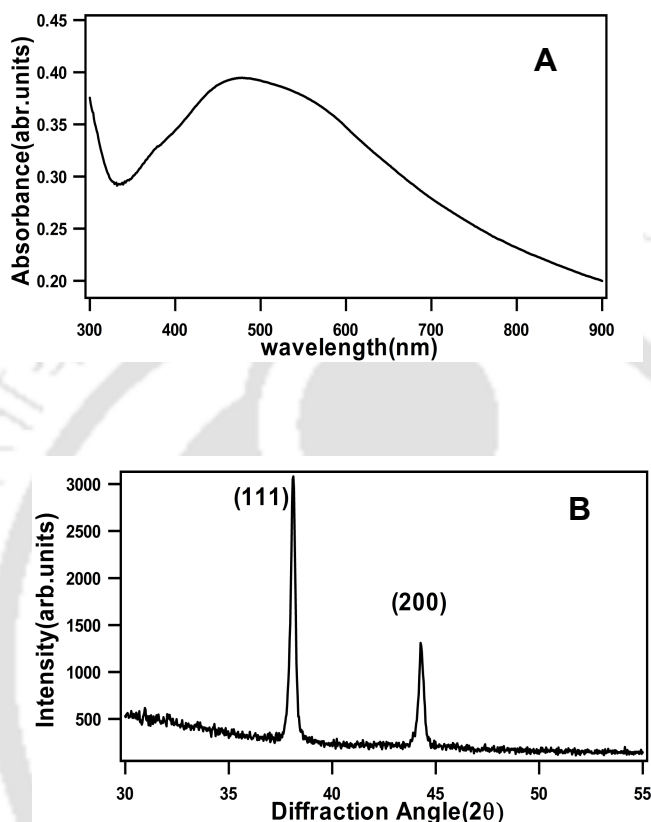 A
0.45
0.40
0.35
0.30
0.25
0.20
Absorbance(abr.units)
300 400 500 600 700 800 900
wavelength(nm)
B
(111)
(200)
3000
2500
2000
1500
1000
500
Intensity(arb.units)
30 35 40 45 50 55
Diffraction Angle(2θ)